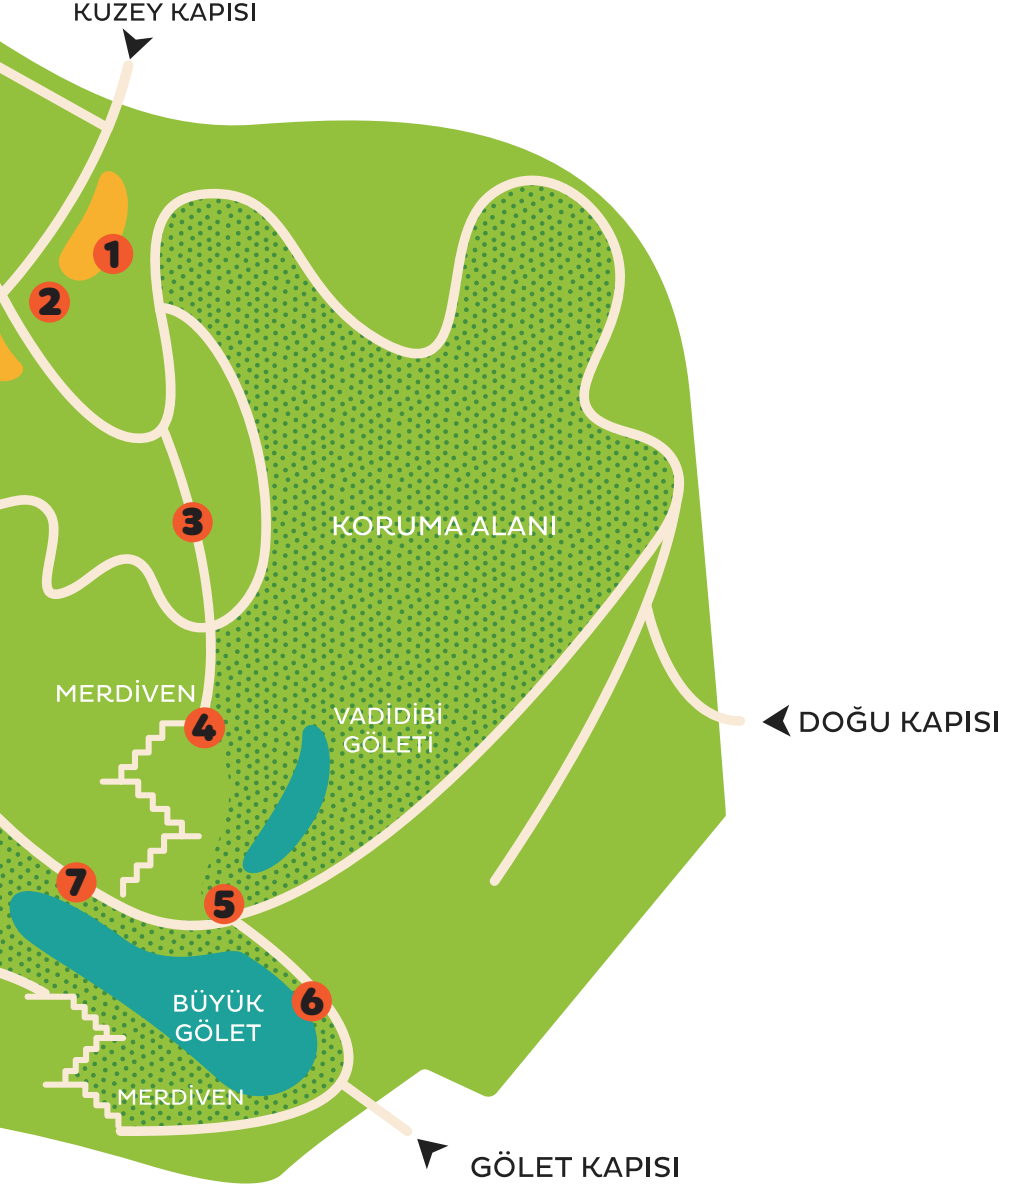 KUZEY KAPISI
1
2
3
KORUMA ALANI
MERDİVEN
4
VADİDİBİ
GÖLETİ
DOĞU KAPISI
7
5
BÜYÜK
GÖLET
6
MERDİVEN
GÖLET KAPISI